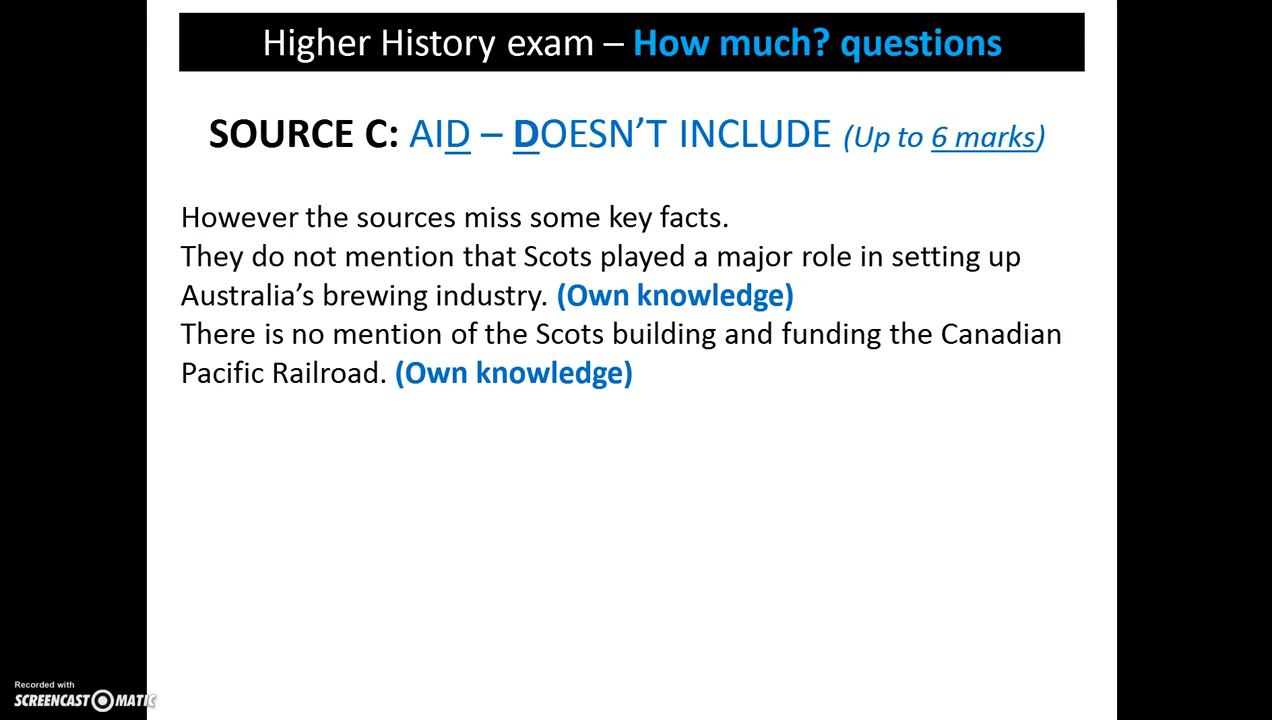 Higher History exam – How much? questions
SOURCE C: AID – DOESN’T INCLUDE (Up to 6 marks)
However the sources miss some key facts.
They do not mention that Scots played a major role in setting up
Australia’s brewing industry. (Own knowledge)
There is no mention of the Scots building and funding the Canadian
Pacific Railroad. (Own knowledge)
Recorded with
SCREENCAST MATIC